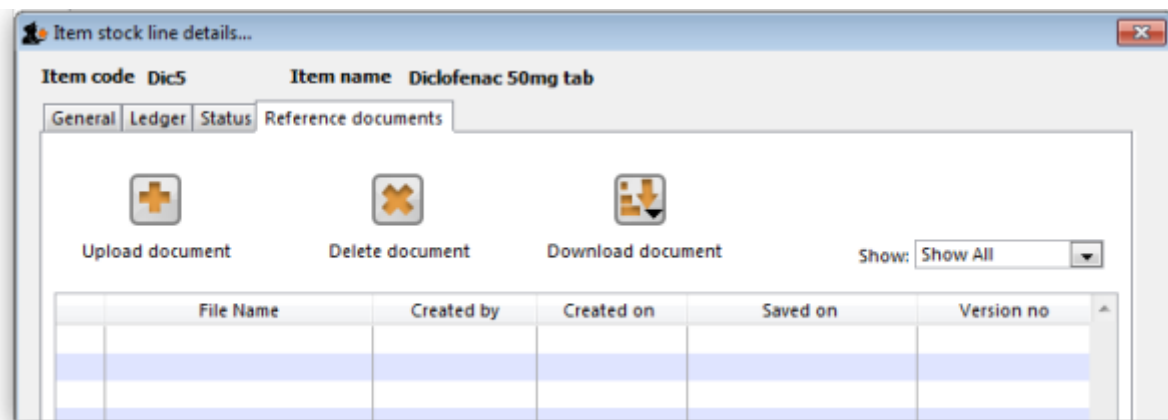 Item stock line details...
Item code Dic5 Item name Diclofenac 50mg tab
General Ledger Status Reference documents
Upload document Delete document Download document Show: Show All
File Name Created by Created on Saved on Version no